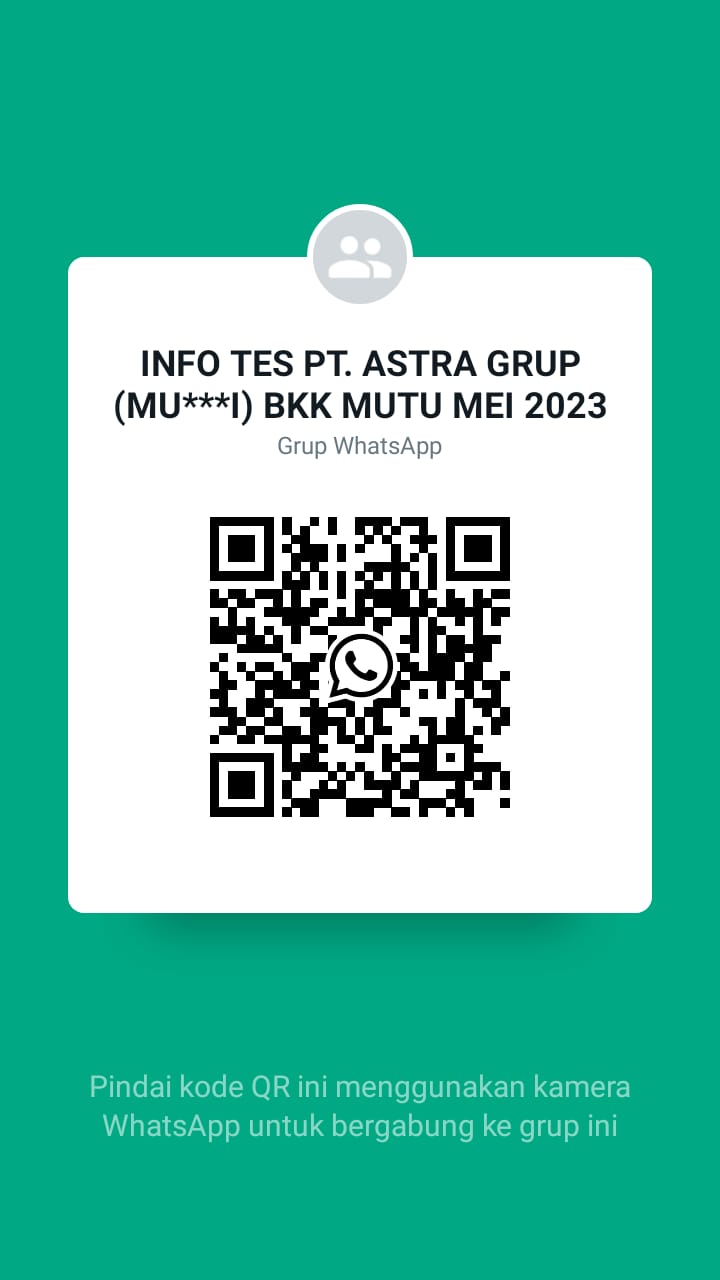 INFO TES PT. ASTRA GRUP
(MU***I) BKK MUTU MEI 2023
Grup WhatsApp
Pindai kode QR ini menggunakan kamera
WhatsApp untuk bergabung ke grup ini